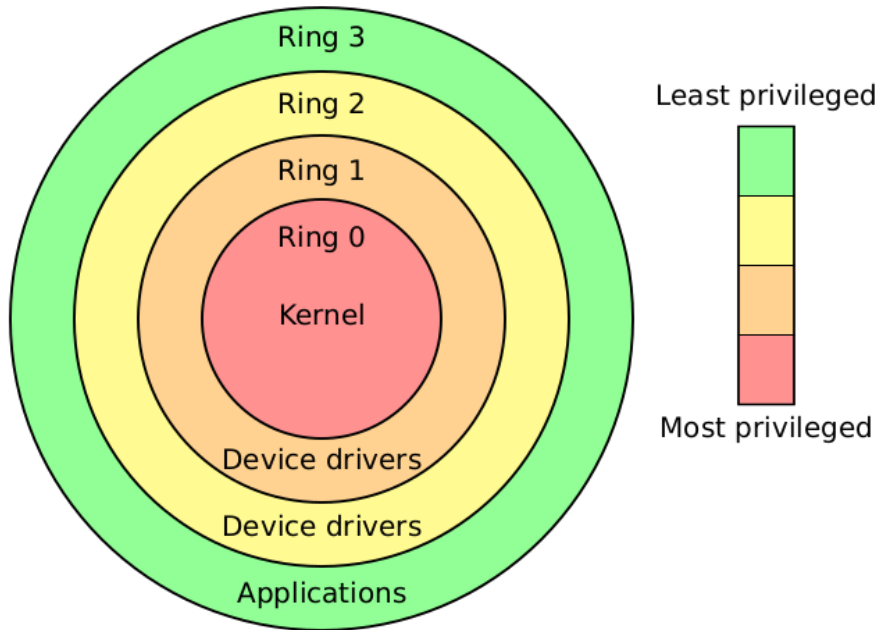 Ring 3
Ring 2
Ring 1
Ring 0
Kernel
Device drivers
Device drivers
Applications
Least privileged
Most privileged